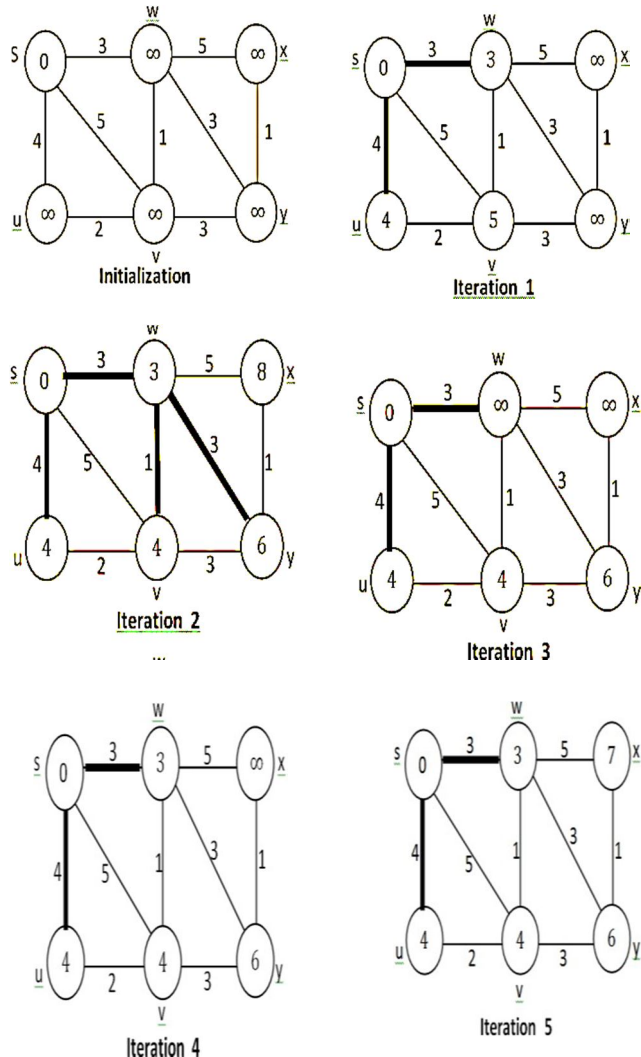 w
s 0 3 ∞ 5 ∞ x
4 5 1 3 1
u ∞ 2 ∞ 3 ∞ y
v
Initialization
w
s 0 3 3 5 ∞ x
4 5 1 3 1
u 4 2 5 3 ∞ y
v
Iteration 1
w
s 0 3 3 5 8 x
4 5 1 3 1
u 4 2 4 3 6 y
v
Iteration 2
w
s 0 3 ∞ 5 ∞ x
4 5 1 3 1
u 4 2 4 3 6 y
v
Iteration 3
w
s 0 3 3 5 ∞ x
4 5 1 3 1
u 4 2 4 3 6 y
v
Iteration 4
w
s 0 3 3 5 7 x
4 5 1 3 1
u 4 2 4 3 6 y
v
Iteration 5